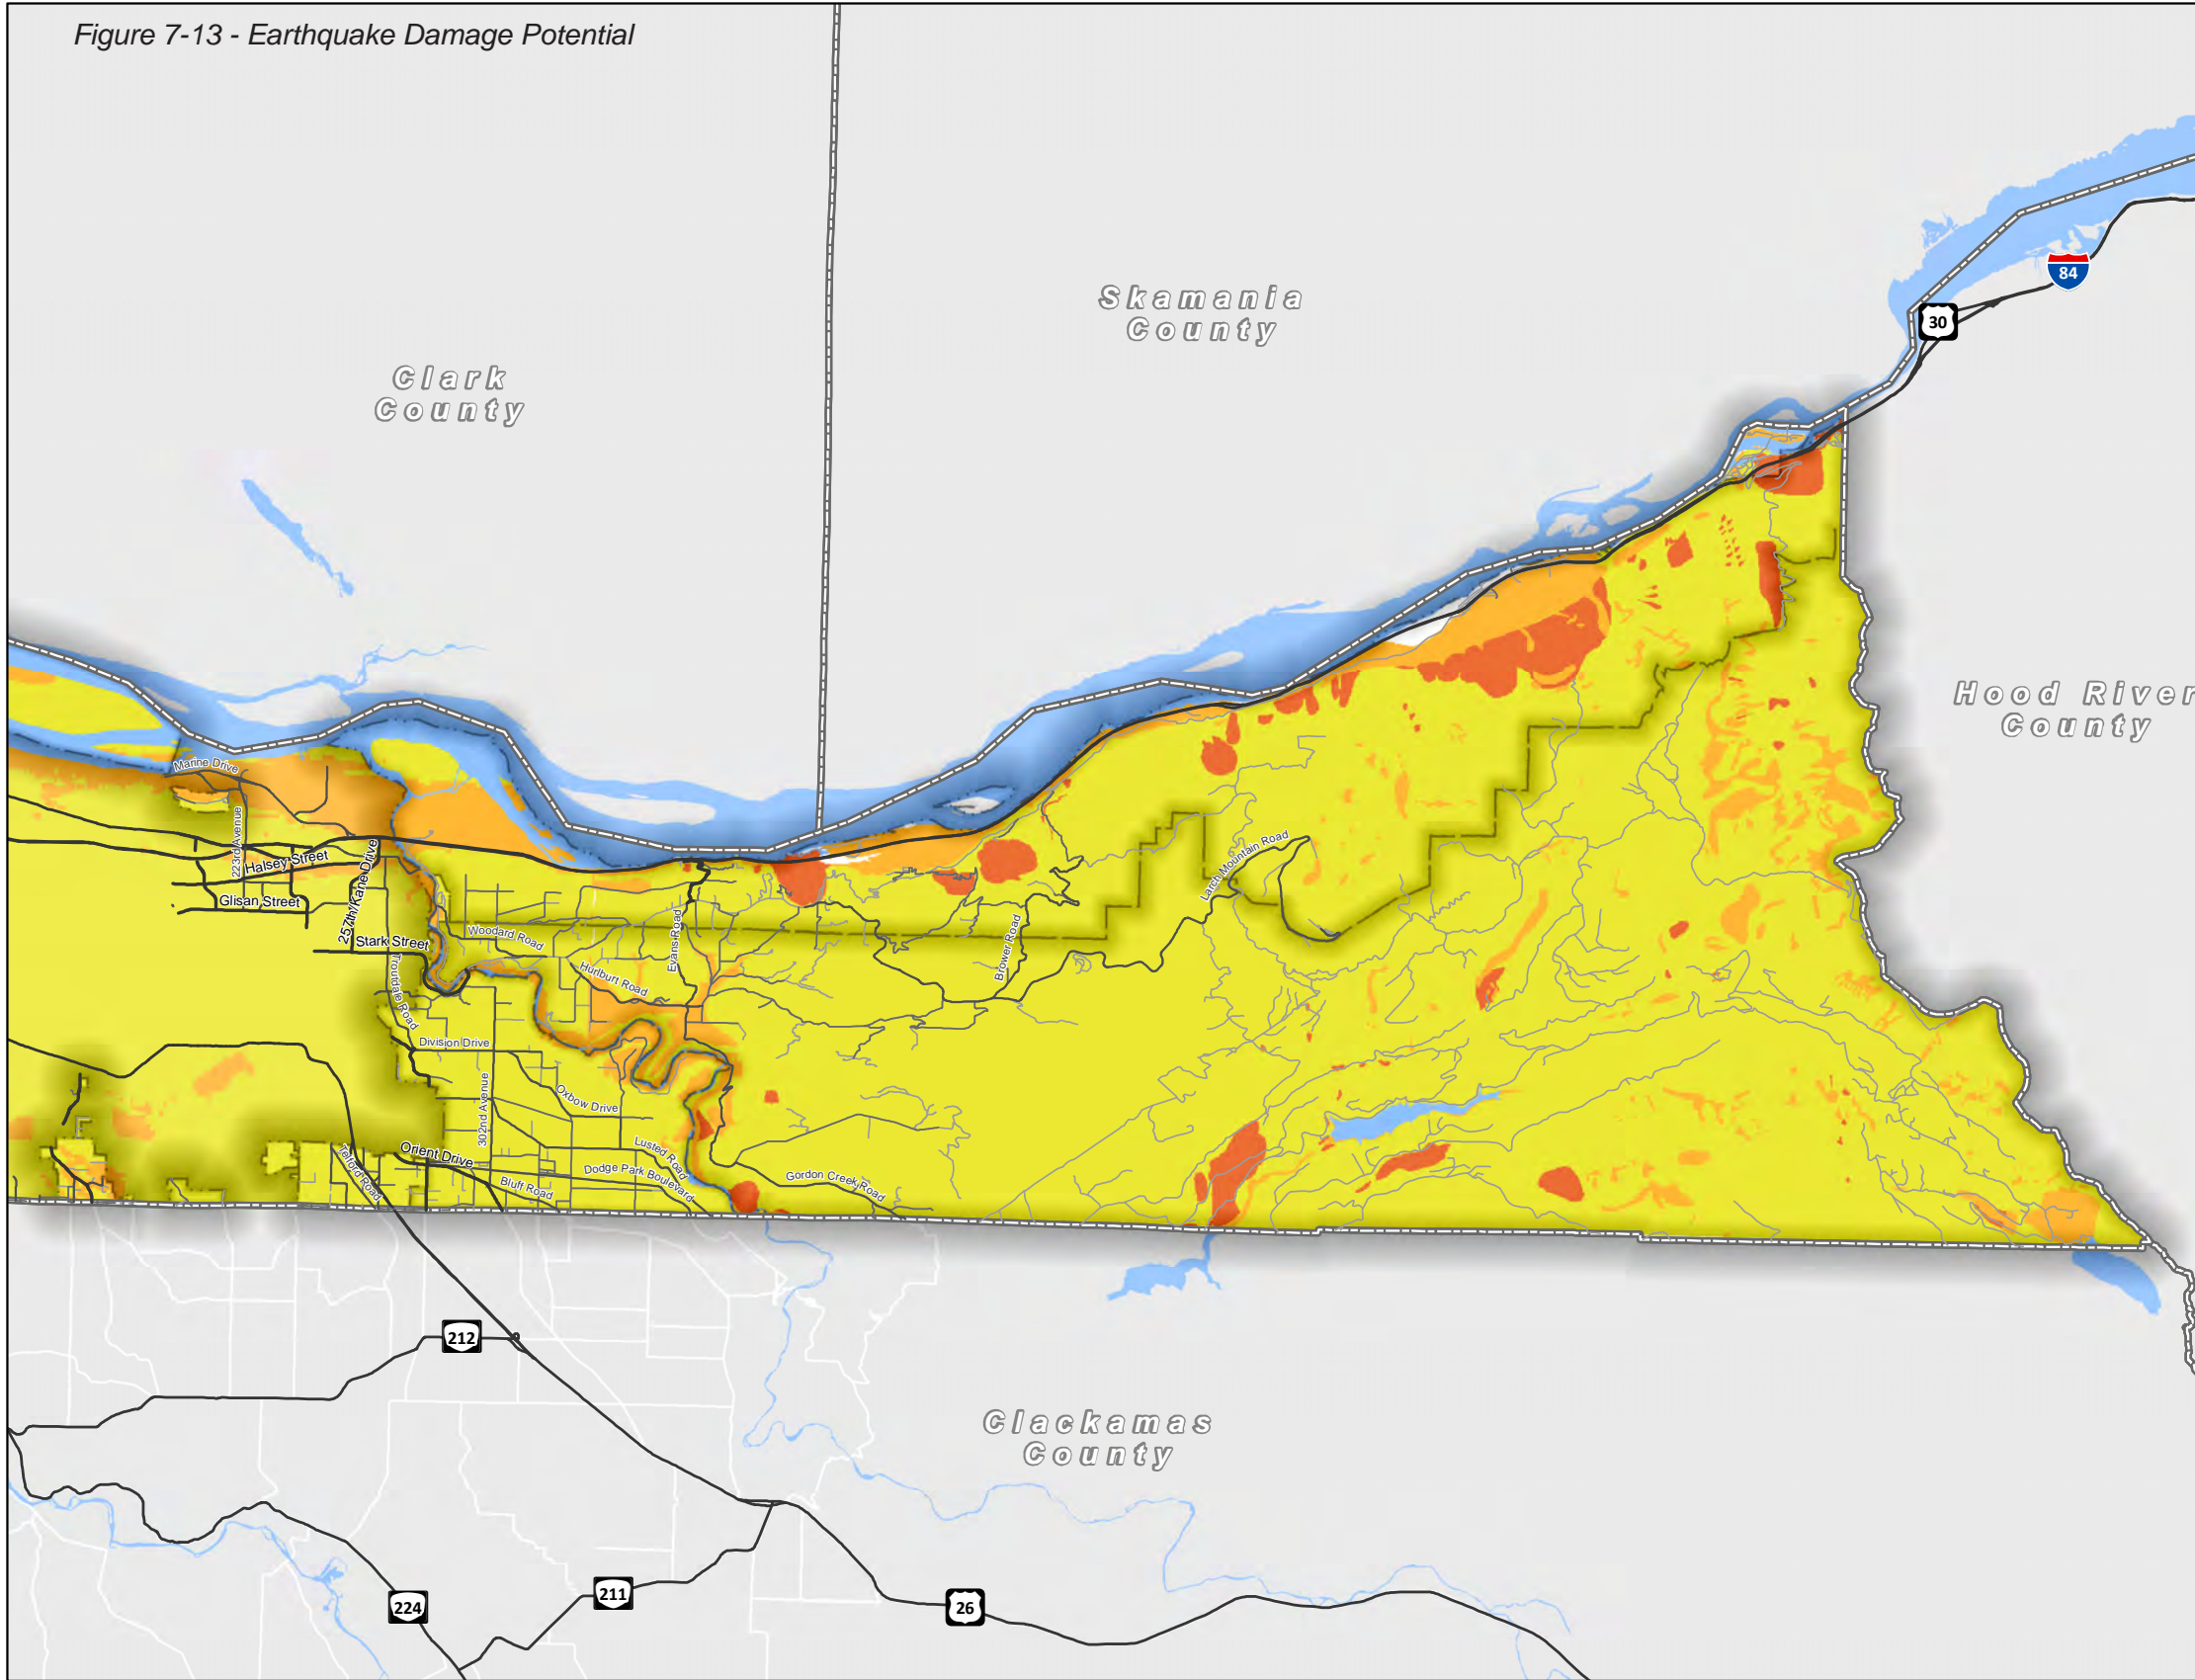 Figure 7-13 - Earthquake Damage Potential
84
Skamania
County
30
Clark
County
Hood River
County
Marine Drive
223rd Avenue
Halsey Street
257th/Kane Drive
Glisan Street
Larch Mountain Road
Stark Street
Woodard Road
Evans Road
Brower Road
Troutdale Road
Hurlburt Road
Division Drive
302nd Avenue
Oxbow Drive
Lusted Road
Orient Drive
Telford Road
Dodge Park Boulevard
Bluff Road
Gordon Creek Road
212
Clackamas
County
224
211
26